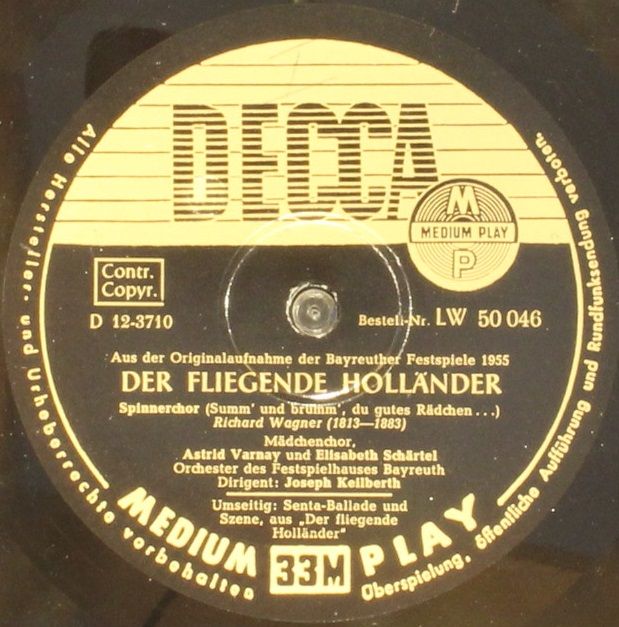 DECCA
M
MEDIUM PLAY
P
Contr.
Copyr.
D 12-3710
Bestell-Nr. LW 50 046
Aus der Originalaufnahme der Bayreuther Festspiele 1955
DER FLIEGENDE HOLLÄNDER
Spinnerchor (Summ' und brumm', du gutes Rädchen...)
Richard Wagner (1813—1883)
Mädchenchor,
Astrid Varnay und Elisabeth Schärtel
Orchester des Festspielhauses Bayreuth
Dirigent: Joseph Keilberth
Umseitig: Senta-Ballade und
Szene, aus „Der fliegende
Holländer"
MEDIUM 33M PLAY
Alle Hersteller- und Urheberrechte vorbehalten
Überspielung, öffentliche Aufführung und Rundfunksendung verboten.